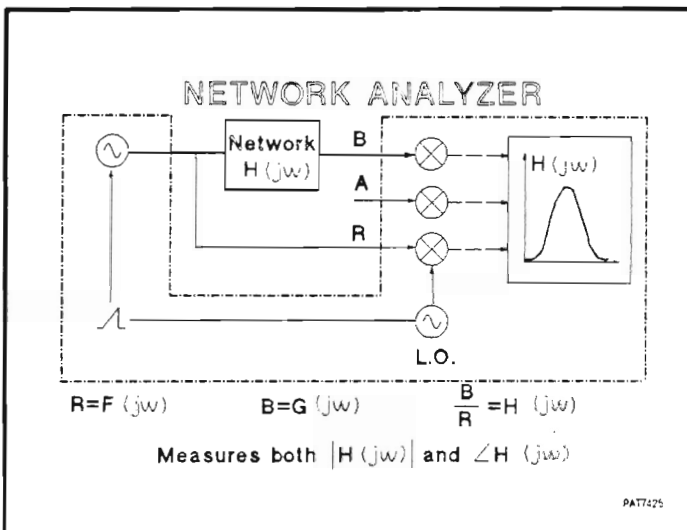 NETWORK ANALYZER
Network
H(jw)
B
A
R
H(jw)
L.O.
R=F (jw)
B=G (jw)
B
R
=H (jw)
Measures both |H(jw)| and ∠H (jw)
PAT7425